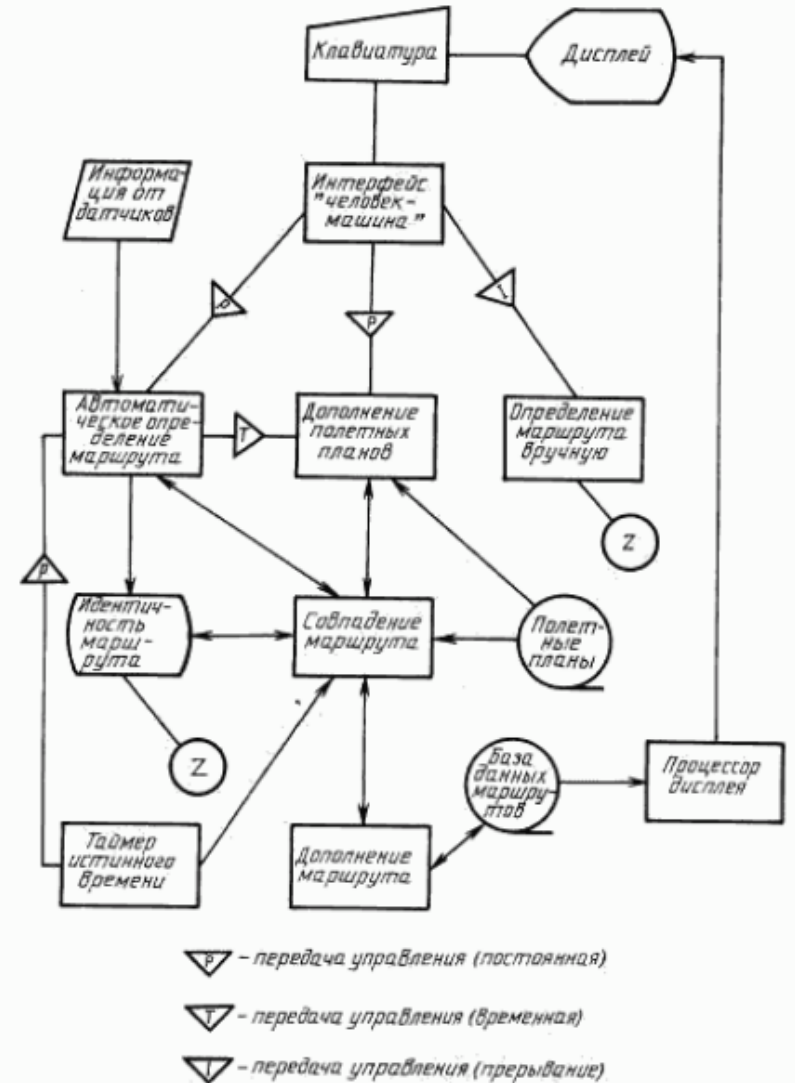 Клавиатура
Дисплей
Информа-
ция от
датчиков
Интерфейс
"человек-
машина"
P
P
I
Автомати-
ческое опре-
деление
маршрута
T
Дополнение
полетных
планов
Определение
маршрута
вручную
Z
P
Идентич-
ность
марш-
рута
Совпадение
маршрута
Полет-
ные
планы
Z
База
данных
маршру-
тов
Процессор
дисплея
Таймер
истинного
времени
Дополнение
маршрута
P - передача управления (постоянная)
T - передача управления (временная)
I - передача управления (прерывание)